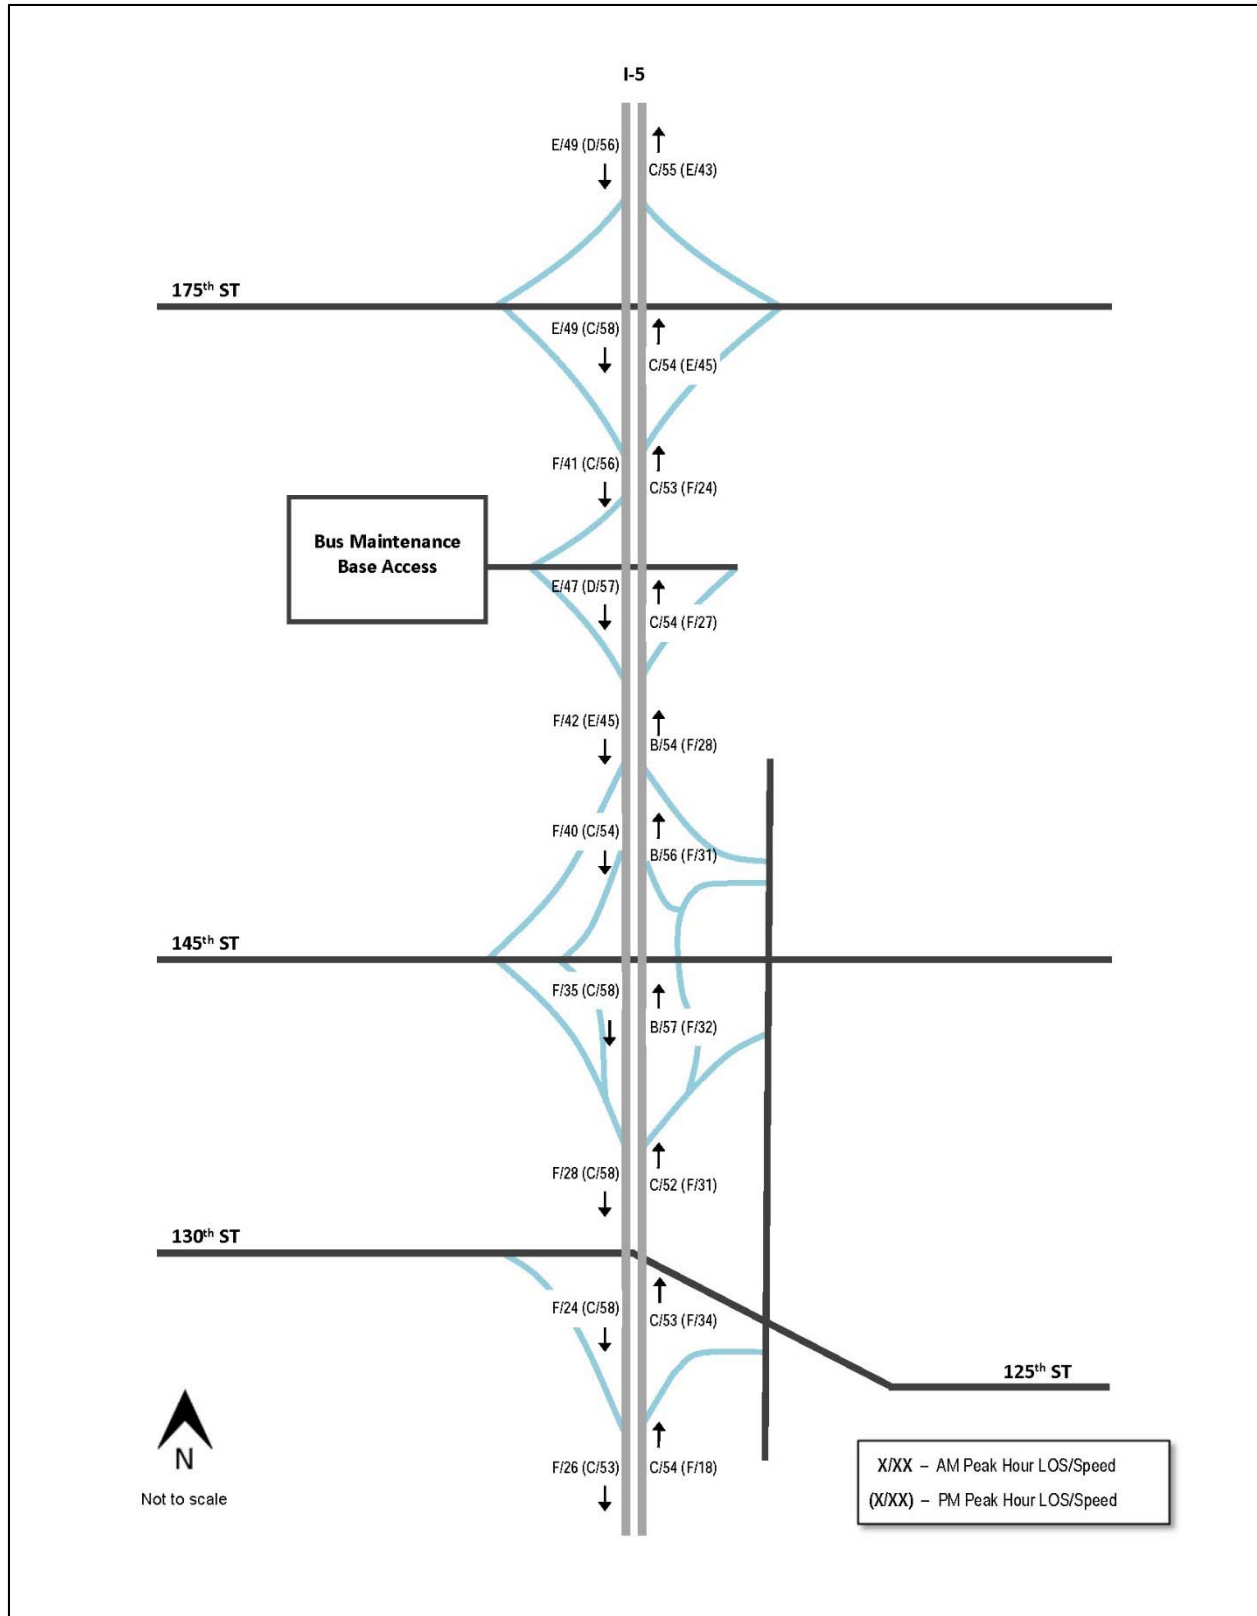 I-5
E/49 (D/56)
C/55 (E/43)
175th ST
E/49 (C/58)
C/54 (E/45)
F/41 (C/56)
C/53 (F/24)
Bus Maintenance
Base Access
E/47 (D/57)
C/54 (F/27)
F/42 (E/45)
B/54 (F/28)
F/40 (C/54)
B/56 (F/31)
145th ST
F/35 (C/58)
B/57 (F/32)
F/28 (C/58)
C/52 (F/31)
130th ST
F/24 (C/58)
C/53 (F/34)
125th ST
N
Not to scale
F/26 (C/53)
C/54 (F/18)
X/XX – AM Peak Hour LOS/Speed
(X/XX) – PM Peak Hour LOS/Speed